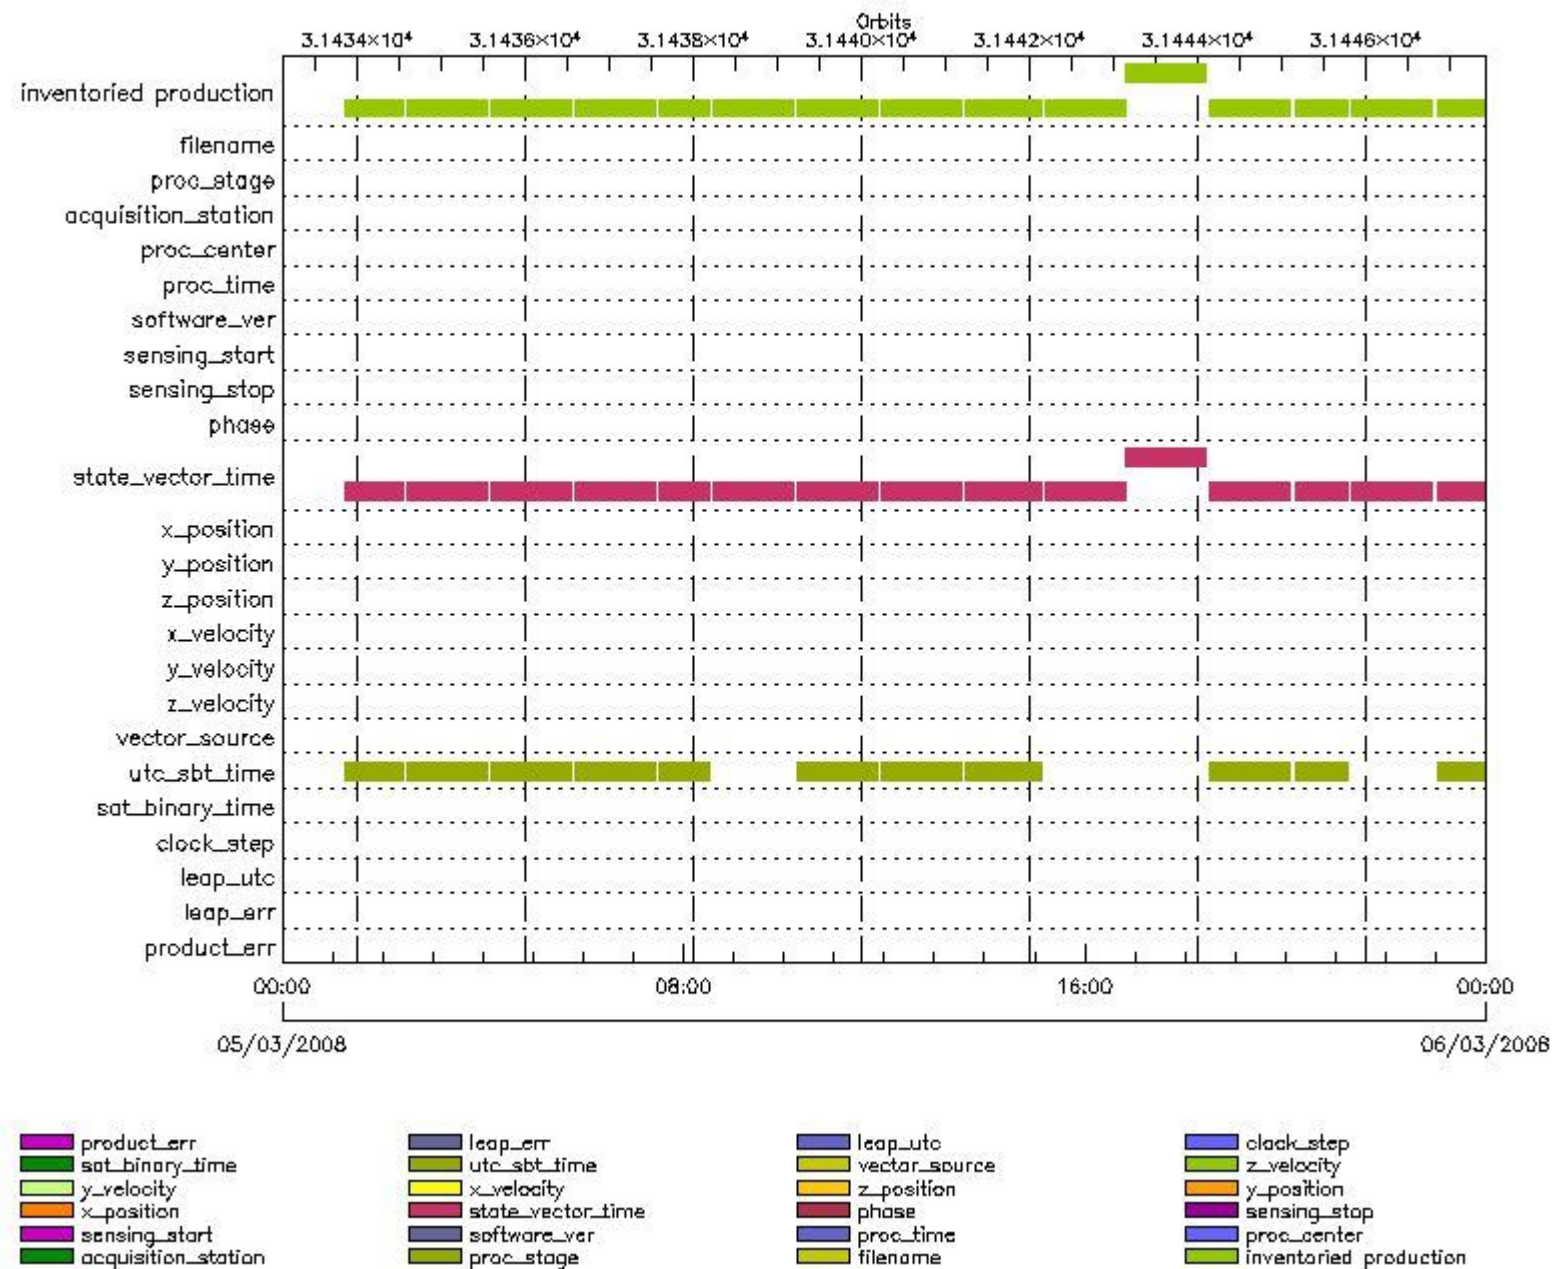 Orbits
3.1434×10⁴ 3.1436×10⁴ 3.1438×10⁴ 3.1440×10⁴ 3.1442×10⁴ 3.1444×10⁴ 3.1446×10⁴
inventoried production
filename
proc_stage
acquisition_station
proc_center
proc_time
software_ver
sensing_start
sensing_stop
phase
state_vector_time
x_position
y_position
z_position
x_velocity
y_velocity
z_velocity
vector_source
utc_sbt_time
sat_binary_time
clock_step
leap_utc
leap_err
product_err
00:00 08:00 16:00 00:00
05/03/2008 06/03/2008
product_err leap_err leap_utc clock_step
sat_binary_time utc_sbt_time vector_source z_velocity
y_velocity x_velocity z_position y_position
x_position state_vector_time phase sensing_stop
sensing_start software_ver proc_time proc_center
acquisition_station proc_stage filename inventoried production